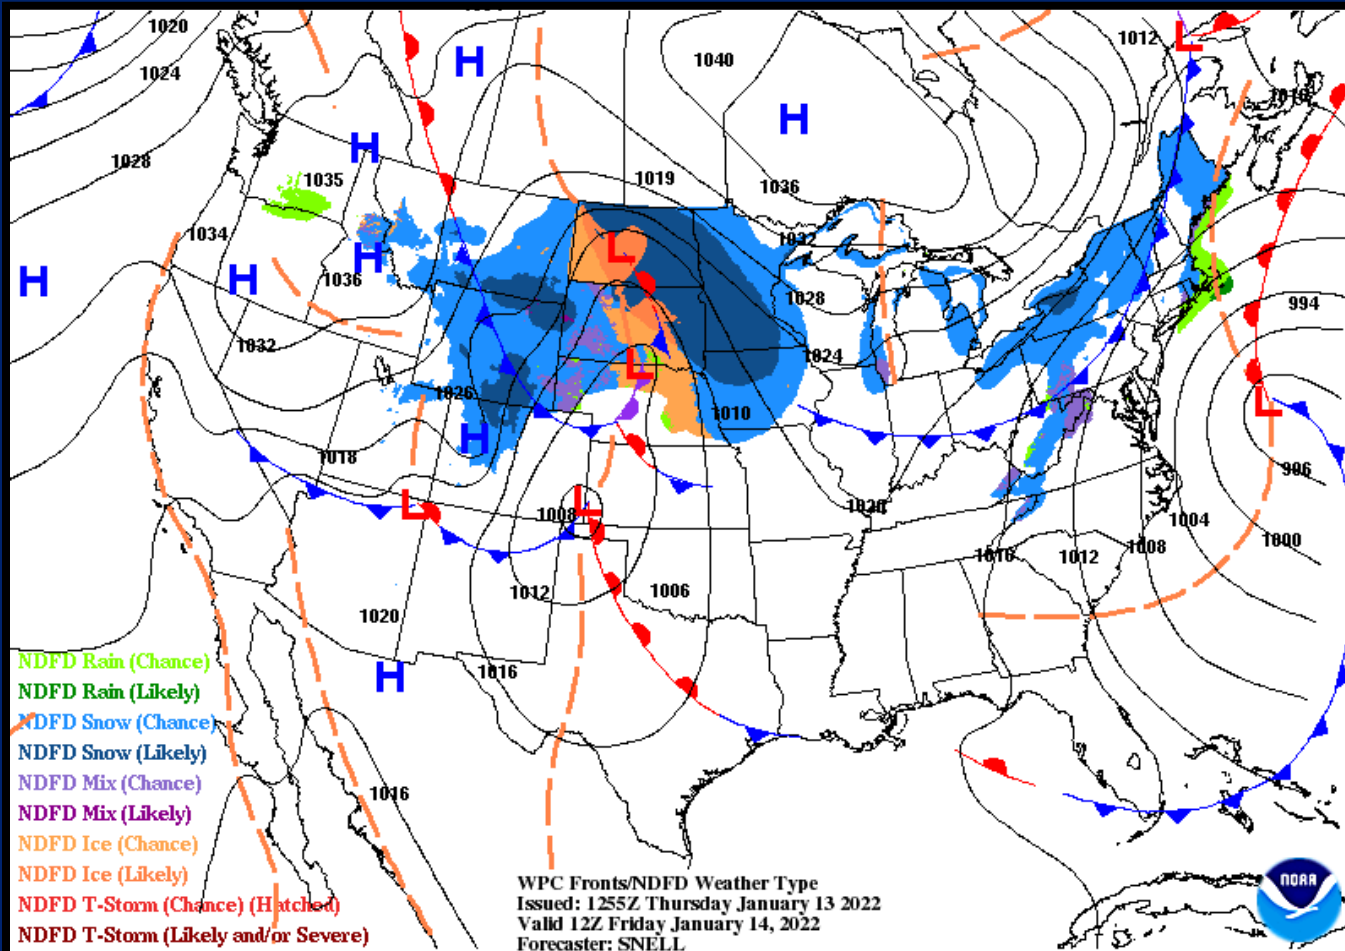 1020
1012
1040
1024
H
L
H
1028
H
1035
1019
1036
1034
L
1032
H
H
H
1036
1028
994
1032
1024
L
1026
1010
L
H
1018
996
L
L
1008
1020
1004
1016
1012
1008
1000
1012
1006
1020
H
1016
1016
NDFD Rain (Chance)
NDFD Rain (Likely)
NDFD Snow (Chance)
NDFD Snow (Likely)
NDFD Mix (Chance)
NDFD Mix (Likely)
NDFD Ice (Chance)
NDFD Ice (Likely)
NDFD T-Storm (Chance) (Hatched)
NDFD T-Storm (Likely and/or Severe)
WPC Fronts/NDFD Weather Type
Issued: 1255Z Thursday January 13 2022
Valid 12Z Friday January 14, 2022
Forecaster: SNELL
NOAA